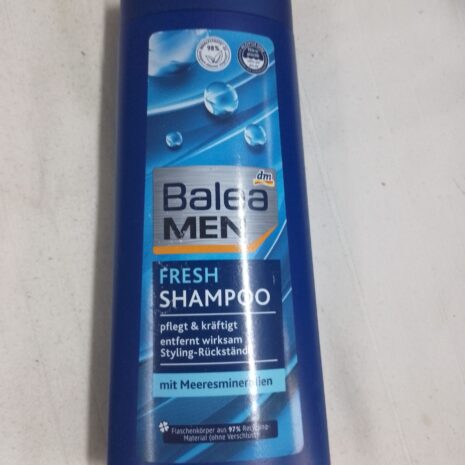 98%
dm
Balea
MEN
FRESH
SHAMPOO
pflegt & kräftigt
entfernt wirksam
Styling-Rückstände
mit Meeresmineralien
Flaschenkörper aus 97% Recycling-
Material (ohne Verschluss)